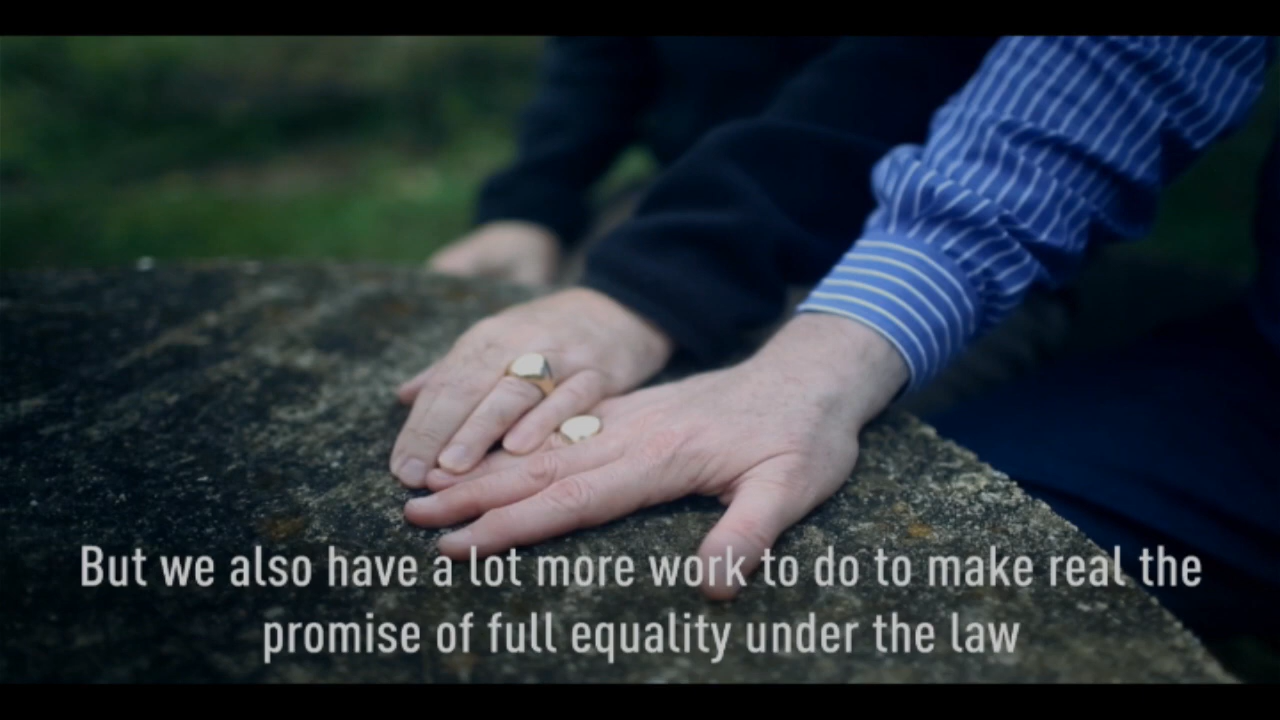 But we also have a lot more work to do to make real the
promise of full equality under the law